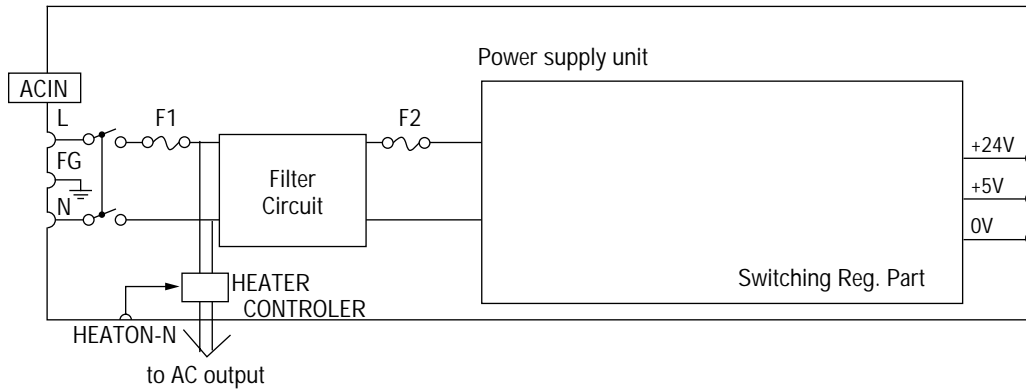 Power supply unit
ACIN
L
F1
F2
FG
N
Filter
Circuit
+24V
+5V
0V
Switching Reg. Part
HEATER
CONTROLER
HEATON-N
to AC output